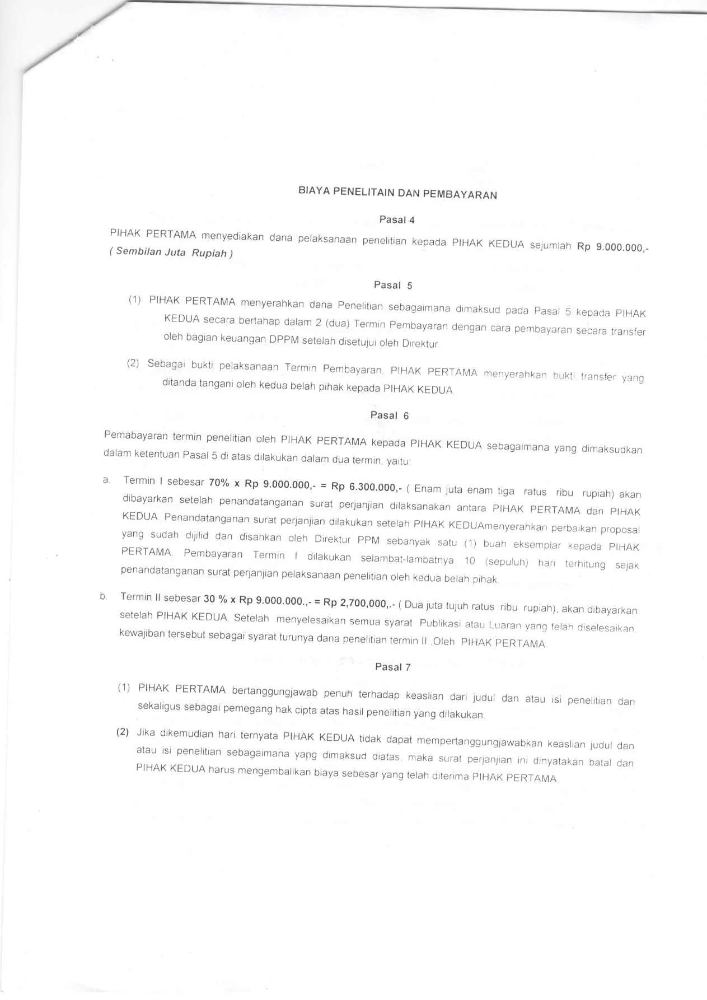 BIAYA PENELITAIN DAN PEMBAYARAN
Pasal 4
PIHAK PERTAMA menyediakan dana pelaksanaan penelitian kepada PIHAK KEDUA sejumlah Rp 9.000.000,-
( Sembilan Juta Rupiah )
Pasal 5
(1) PIHAK PERTAMA menyerahkan dana Penelitian sebagaimana dimaksud pada Pasal 5 kepada PIHAK
KEDUA secara bertahap dalam 2 (dua) Termin Pembayaran dengan cara pembayaran secara transfer
oleh bagian keuangan DPPM setelah disetujui oleh Direktur.
(2) Sebagai bukti pelaksanaan Termin Pembayaran, PIHAK PERTAMA menyerahkan bukti transfer yang
ditanda tangani oleh kedua belah pihak kepada PIHAK KEDUA.
Pasal 6
Pemabayaran termin penelitian oleh PIHAK PERTAMA kepada PIHAK KEDUA sebagaimana yang dimaksudkan
dalam ketentuan Pasal 5 di atas dilakukan dalam dua termin, yaitu:
a. Termin I sebesar 70% x Rp 9.000.000,- = Rp 6.300.000,- ( Enam juta enam tiga ratus ribu rupiah) akan
dibayarkan setelah penandatanganan surat perjanjian dilaksanakan antara PIHAK PERTAMA dan PIHAK
KEDUA. Penandatanganan surat perjanjian dilakukan setelah PIHAK KEDUAmenyerahkan perbaikan proposal
yang sudah dijilid dan disahkan oleh Direktur PPM sebanyak satu (1) buah eksemplar kepada PIHAK
PERTAMA. Pembayaran Termin I dilakukan selambat-lambatnya 10 (sepuluh) hari terhitung sejak
penandatanganan surat perjanjian pelaksanaan penelitian oleh kedua belah pihak.
b. Termin II sebesar 30 % x Rp 9.000.000.,- = Rp 2,700,000,.- ( Dua juta tujuh ratus ribu rupiah), akan dibayarkan
setelah PIHAK KEDUA. Setelah menyelesaikan semua syarat Publikasi atau Luaran yang telah diselesaikan,
kewajiban tersebut sebagai syarat turunya dana penelitian termin II .Oleh PIHAK PERTAMA.
Pasal 7
(1) PIHAK PERTAMA bertanggungjawab penuh terhadap keaslian dari judul dan atau isi penelitian dan
sekaligus sebagai pemegang hak cipta atas hasil penelitian yang dilakukan.
(2) Jika dikemudian hari ternyata PIHAK KEDUA tidak dapat mempertanggungjawabkan keaslian judul dan
atau isi penelitian sebagaimana yang dimaksud diatas, maka surat perjanjian ini dinyatakan batal dan
PIHAK KEDUA harus mengembalikan biaya sebesar yang telah diterima PIHAK PERTAMA.